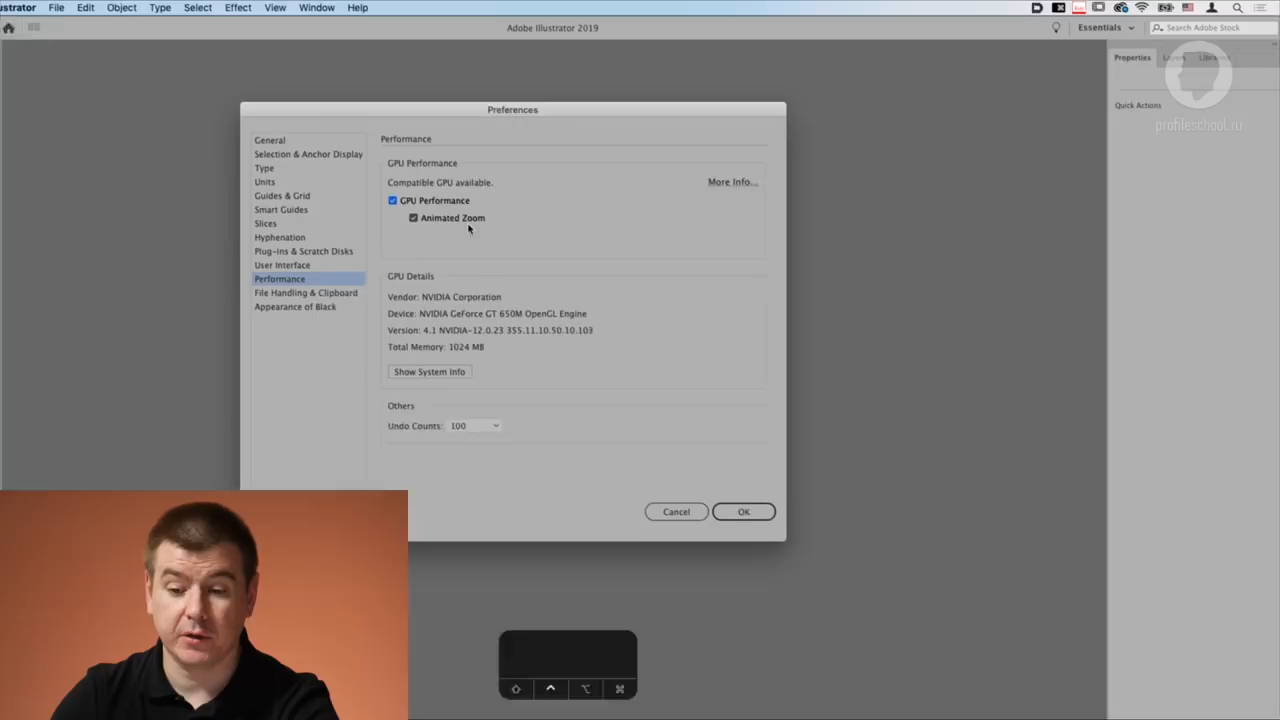 ustrator File Edit Object Type Select Effect View Window Help
Adobe Illustrator 2019
Essentials
Search Adobe Stock
Properties Layers Libraries
profileschool.ru
Quick Actions
Preferences
General
Selection & Anchor Display
Type
Units
Guides & Grid
Smart Guides
Slices
Hyphenation
Plug-ins & Scratch Disks
User Interface
Performance
File Handling & Clipboard
Appearance of Black
Performance
GPU Performance
Compatible GPU available.
More Info...
GPU Performance
Animated Zoom
GPU Details
Vendor: NVIDIA Corporation
Device: NVIDIA GeForce GT 650M OpenGL Engine
Version: 4.1 NVIDIA-12.0.23 355.11.10.50.10.103
Total Memory: 1024 MB
Show System Info
Others
Undo Counts: 100
Cancel
OK